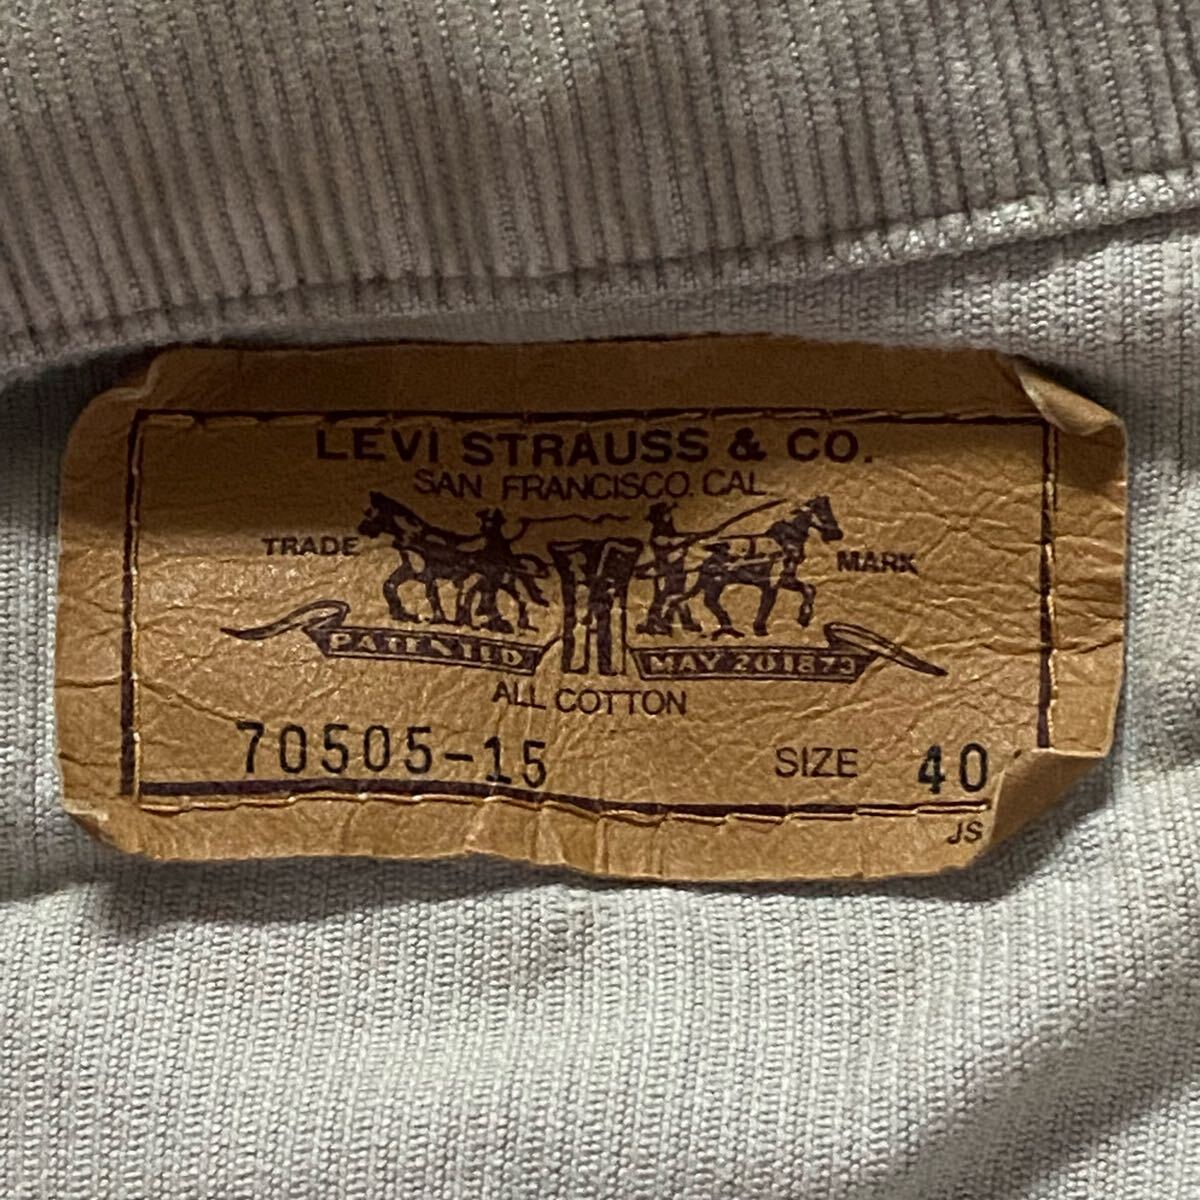 LEVI STRAUSS & CO.
SAN FRANCISCO. CAL.
TRADE MARK
PATENTED MAY 20 1873
ALL COTTON
70505-15 SIZE 40
JS